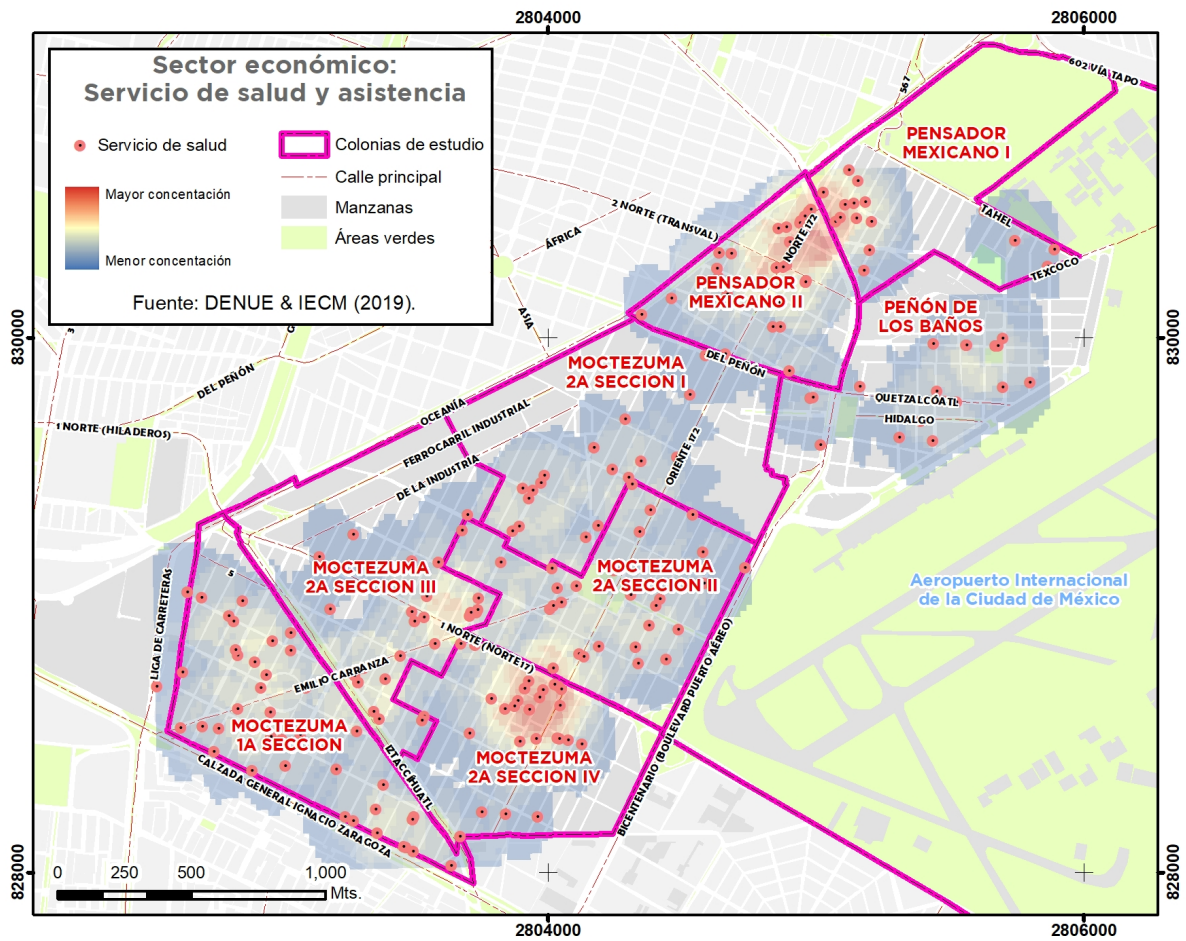 2804000
2806000
Sector económico:
Servicio de salud y asistencia
Servicio de salud
Colonias de estudio
Calle principal
Mayor concentación
Manzanas
Áreas verdes
Menor concentación
Fuente: DENUE & IECM (2019).
602 VÍA TAPO
567
PENSADOR
MEXICANO I
TAHEL
TEXCOCO
2 NORTE (TRANSVAL)
NORTE 172
ÁFRICA
ASIA
PENSADOR
MEXICANO II
PEÑÓN DE
LOS BAÑOS
830000
830000
MOCTEZUMA
2A SECCION I
DEL PEÑÓN
DEL PEÑÓN
QUETZALCÓATL
HIDALGO
OCEANÍA
FERROCARRIL INDUSTRIAL
DE LA INDUSTRIA
1 NORTE (HILADEROS)
ORIENTE 172
MOCTEZUMA
2A SECCION III
MOCTEZUMA
2A SECCION II
Aeropuerto Internacional
de la Ciudad de México
5
LIGA DE CARRETERAS
1 NORTE (NORTE 17)
EMILIO CARRANZA
MOCTEZUMA
1A SECCION
MOCTEZUMA
2A SECCION IV
IZTACCIHUATL
CALZADA GENERAL IGNACIO ZARAGOZA
BICENTENARIO (BOULEVARD PUERTO AÉREO)
828000
828000
0 250 500 1,000
Mts.
2804000
2806000